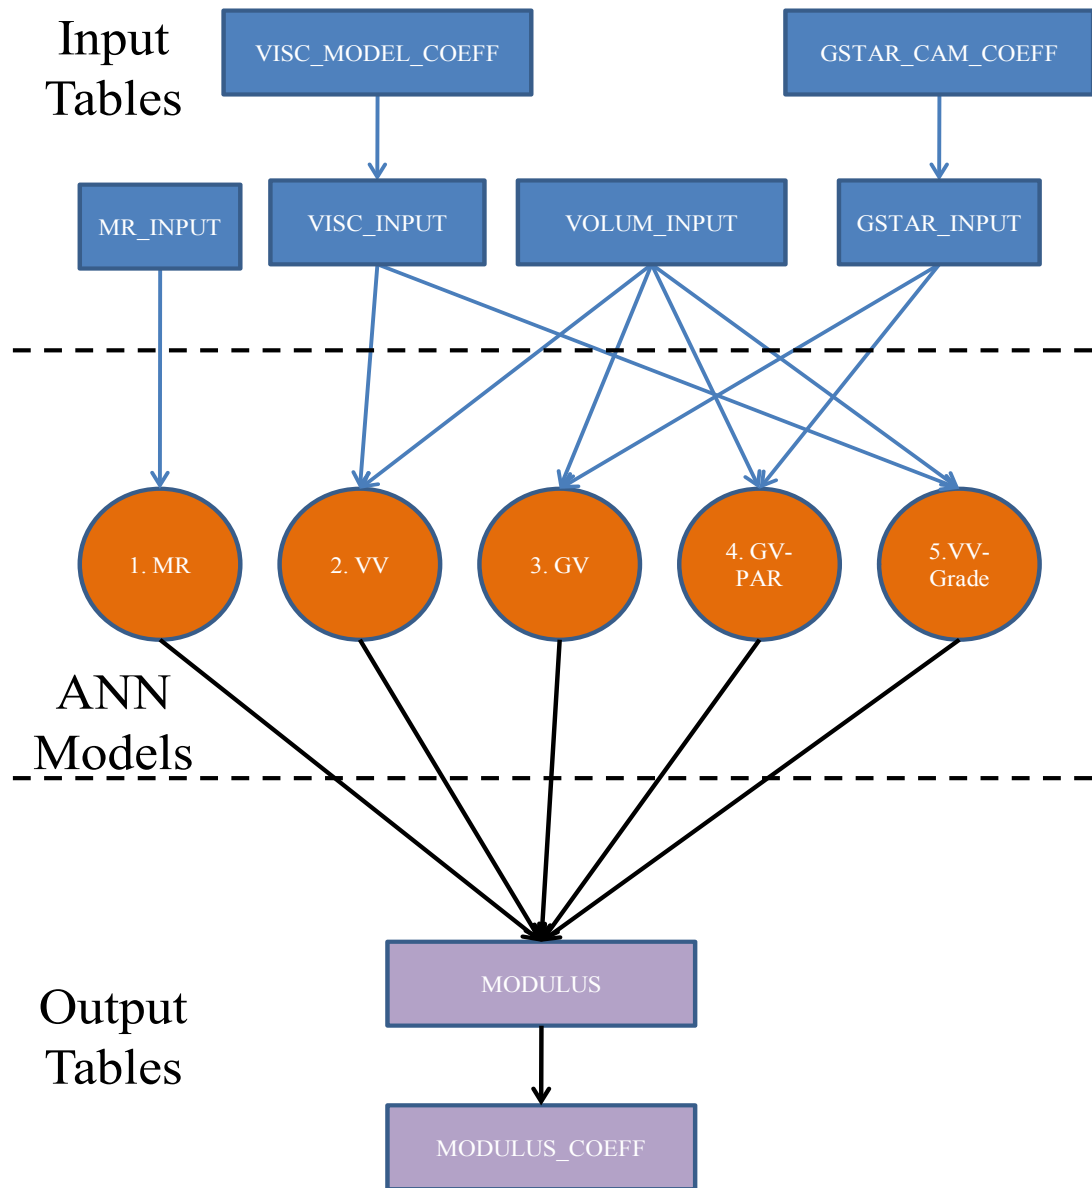 Input
Tables
VISC_MODEL_COEFF
GSTAR_CAM_COEFF
MR_INPUT
VISC_INPUT
VOLUM_INPUT
GSTAR_INPUT
1. MR
2. VV
3. GV
4. GV-
PAR
5.VV-
Grade
ANN
Models
MODULUS
Output
Tables
MODULUS_COEFF